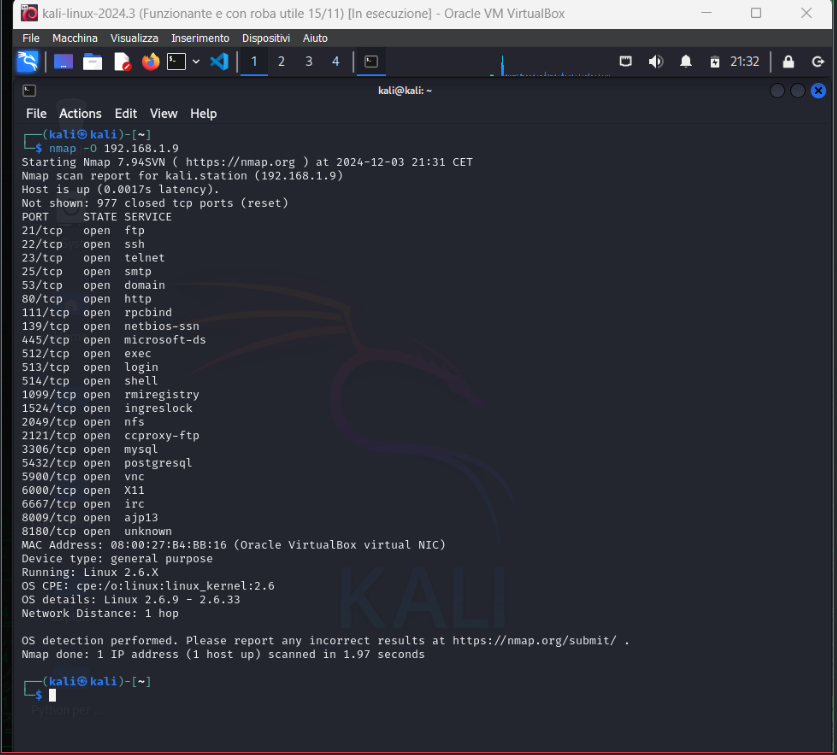 kali-linux-2024.3 (Funzionante e con roba utile 15/11) [In esecuzione] - Oracle VM VirtualBox
File Macchina Visualizza Inserimento Dispositivi Aiuto
1 2 3 4 21:32
kali@kali: ~
File Actions Edit View Help
┌──(kali㉿kali)-[~]
└─$ nmap -O 192.168.1.9
Starting Nmap 7.94SVN ( https://nmap.org ) at 2024-12-03 21:31 CET
Nmap scan report for kali.station (192.168.1.9)
Host is up (0.0017s latency).
Not shown: 977 closed tcp ports (reset)
PORT     STATE SERVICE
21/tcp   open  ftp
22/tcp   open  ssh
23/tcp   open  telnet
25/tcp   open  smtp
53/tcp   open  domain
80/tcp   open  http
111/tcp  open  rpcbind
139/tcp  open  netbios-ssn
445/tcp  open  microsoft-ds
512/tcp  open  exec
513/tcp  open  login
514/tcp  open  shell
1099/tcp open  rmiregistry
1524/tcp open  ingreslock
2049/tcp open  nfs
2121/tcp open  ccproxy-ftp
3306/tcp open  mysql
5432/tcp open  postgresql
5900/tcp open  vnc
6000/tcp open  X11
6667/tcp open  irc
8009/tcp open  ajp13
8180/tcp open  unknown
MAC Address: 08:00:27:B4:BB:16 (Oracle VirtualBox virtual NIC)
Device type: general purpose
Running: Linux 2.6.X
OS CPE: cpe:/o:linux:linux_kernel:2.6
OS details: Linux 2.6.9 - 2.6.33
Network Distance: 1 hop
KALI
OS detection performed. Please report any incorrect results at https://nmap.org/submit/ .
Nmap done: 1 IP address (1 host up) scanned in 1.97 seconds
┌──(kali㉿kali)-[~]
└─$